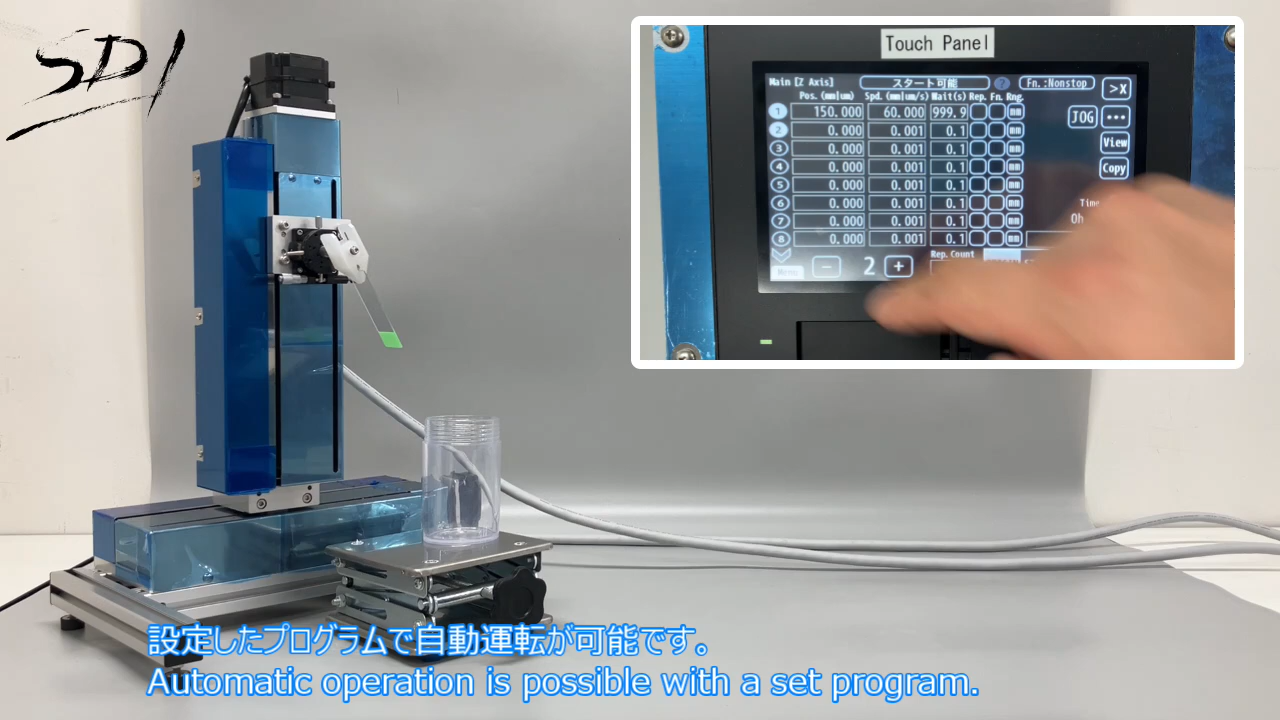 SDI
Touch Panel
Main [Z Axis] スタート可能 ? Fn.:Nonstop >X
Pos. (mm|um) Spd. (mm|um/s) Wait(s) Rep. Fn. Rng.
1 150.000 60.000 999.9 mm
2 0.000 0.001 0.1 mm
3 0.000 0.001 0.1 mm
4 0.000 0.001 0.1 mm
5 0.000 0.001 0.1 mm
6 0.000 0.001 0.1 mm
7 0.000 0.001 0.1 mm
8 0.000 0.001 0.1 mm
JOG •••
View
Copy
Time
0h
Menu − 2 + Rep. Count
設定したプログラムで自動運転が可能です。
Automatic operation is possible with a set program.